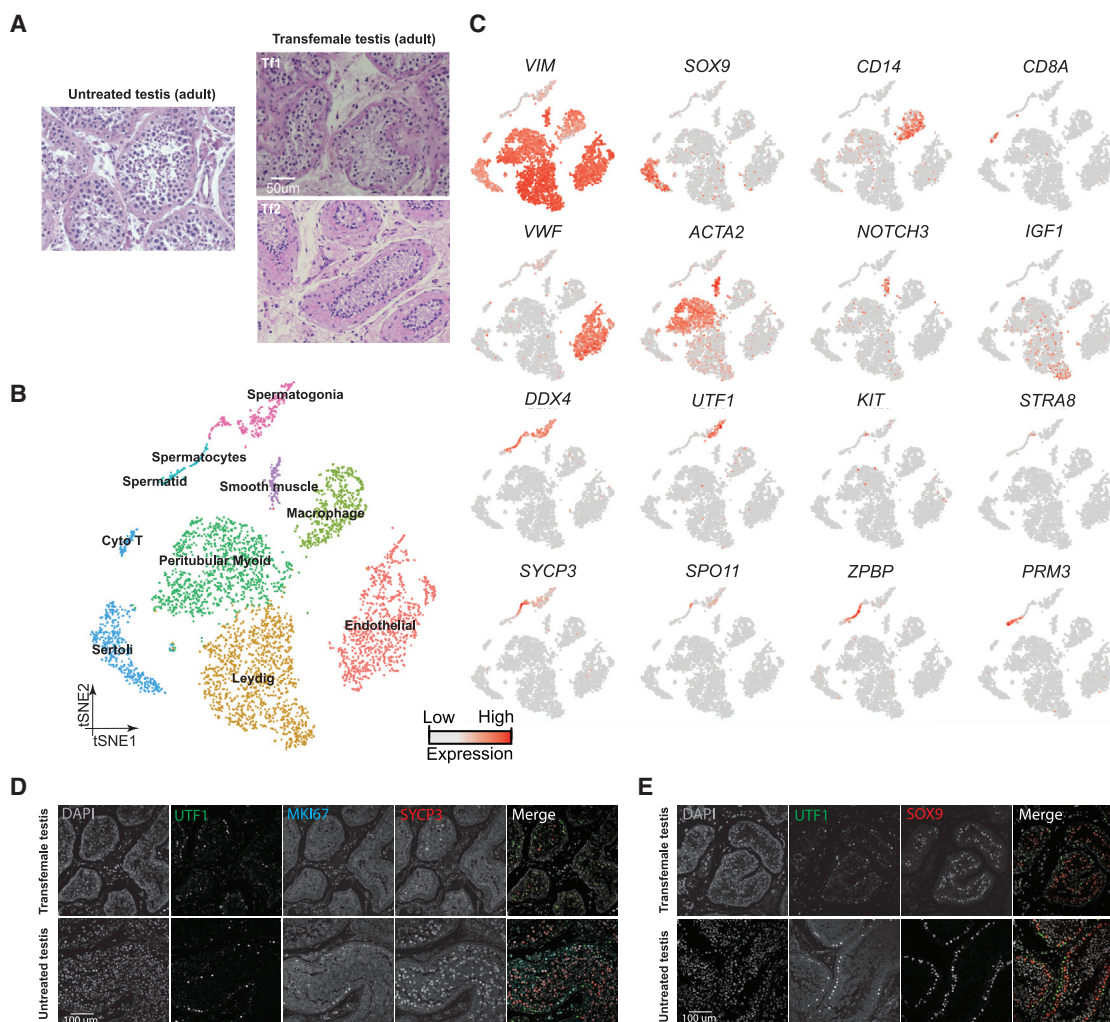 A
Untreated testis (adult)
Transfemale testis (adult)
Tf1
50um
Tf2
B
Spermatogonia
Spermatocytes
Spermatid
Smooth muscle
Macrophage
Cyto T
Peritubular Myoid
Endothelial
Sertoli
Leydig
tSNE2
tSNE1
Low High
Expression
C
VIM SOX9 CD14 CD8A
VWF ACTA2 NOTCH3 IGF1
DDX4 UTF1 KIT STRA8
SYCP3 SPO11 ZPBP PRM3
D
Transfemale testis
DAPI UTF1 MKI67 SYCP3 Merge
Untreated testis
100 um
E
Transfemale testis
DAPI UTF1 SOX9 Merge
Untreated testis
100 um